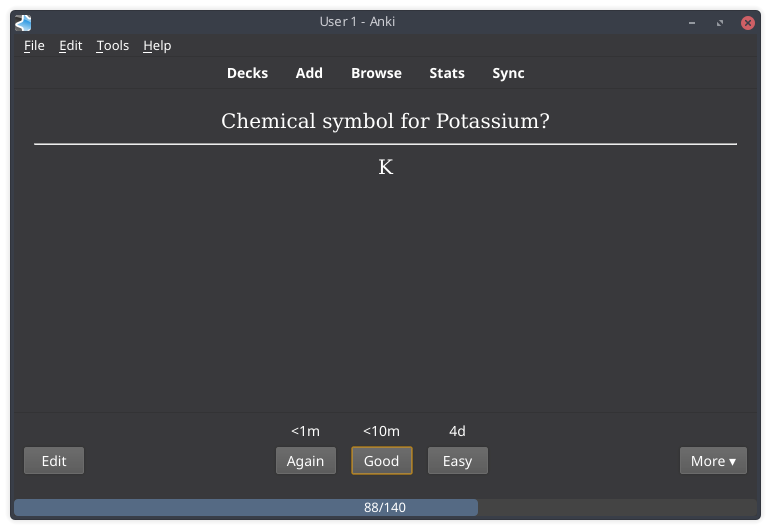 User 1 - Anki
File Edit Tools Help
Decks Add Browse Stats Sync
Chemical symbol for Potassium?
K
<1m <10m 4d
Edit Again Good Easy More ▾
88/140